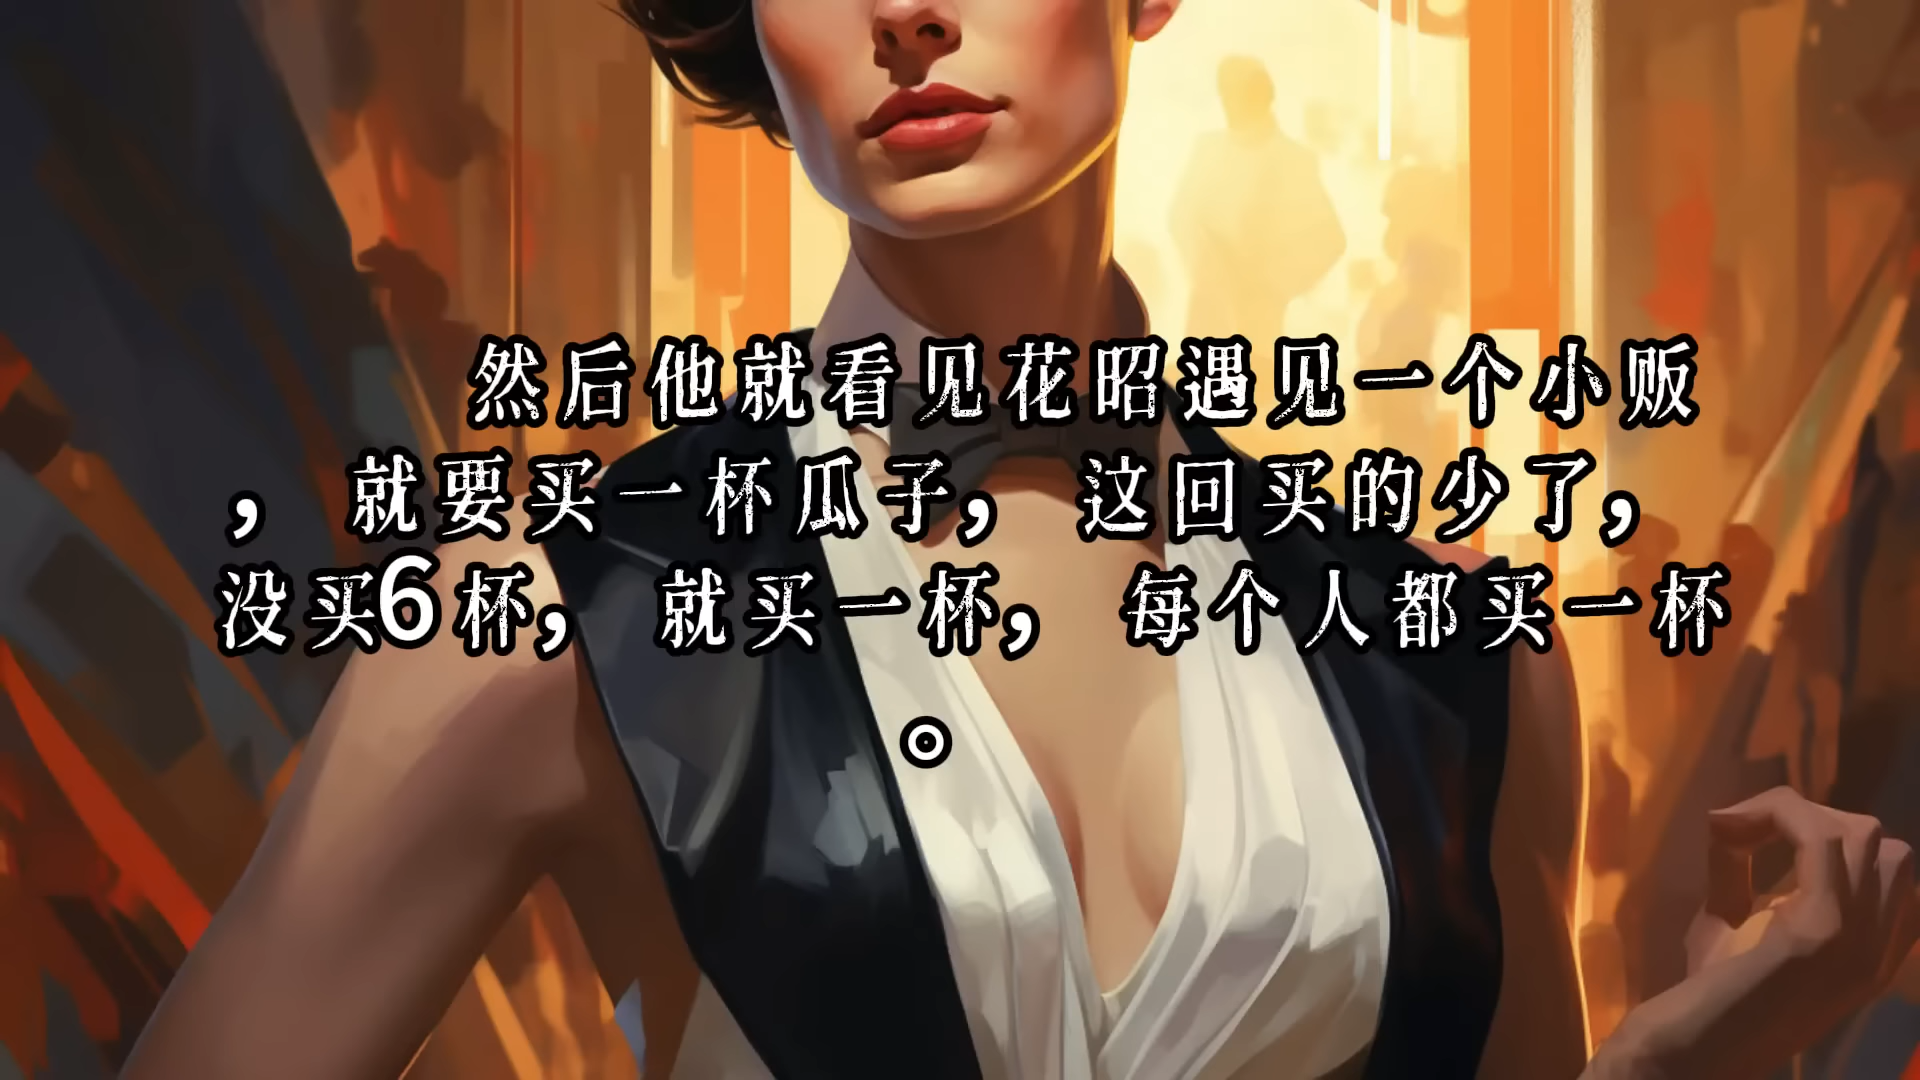 然后他就看见花昭遇见一个小贩
，就要买一杯瓜子，这回买的少了，
没买6杯，就买一杯，每个人都买一杯
。